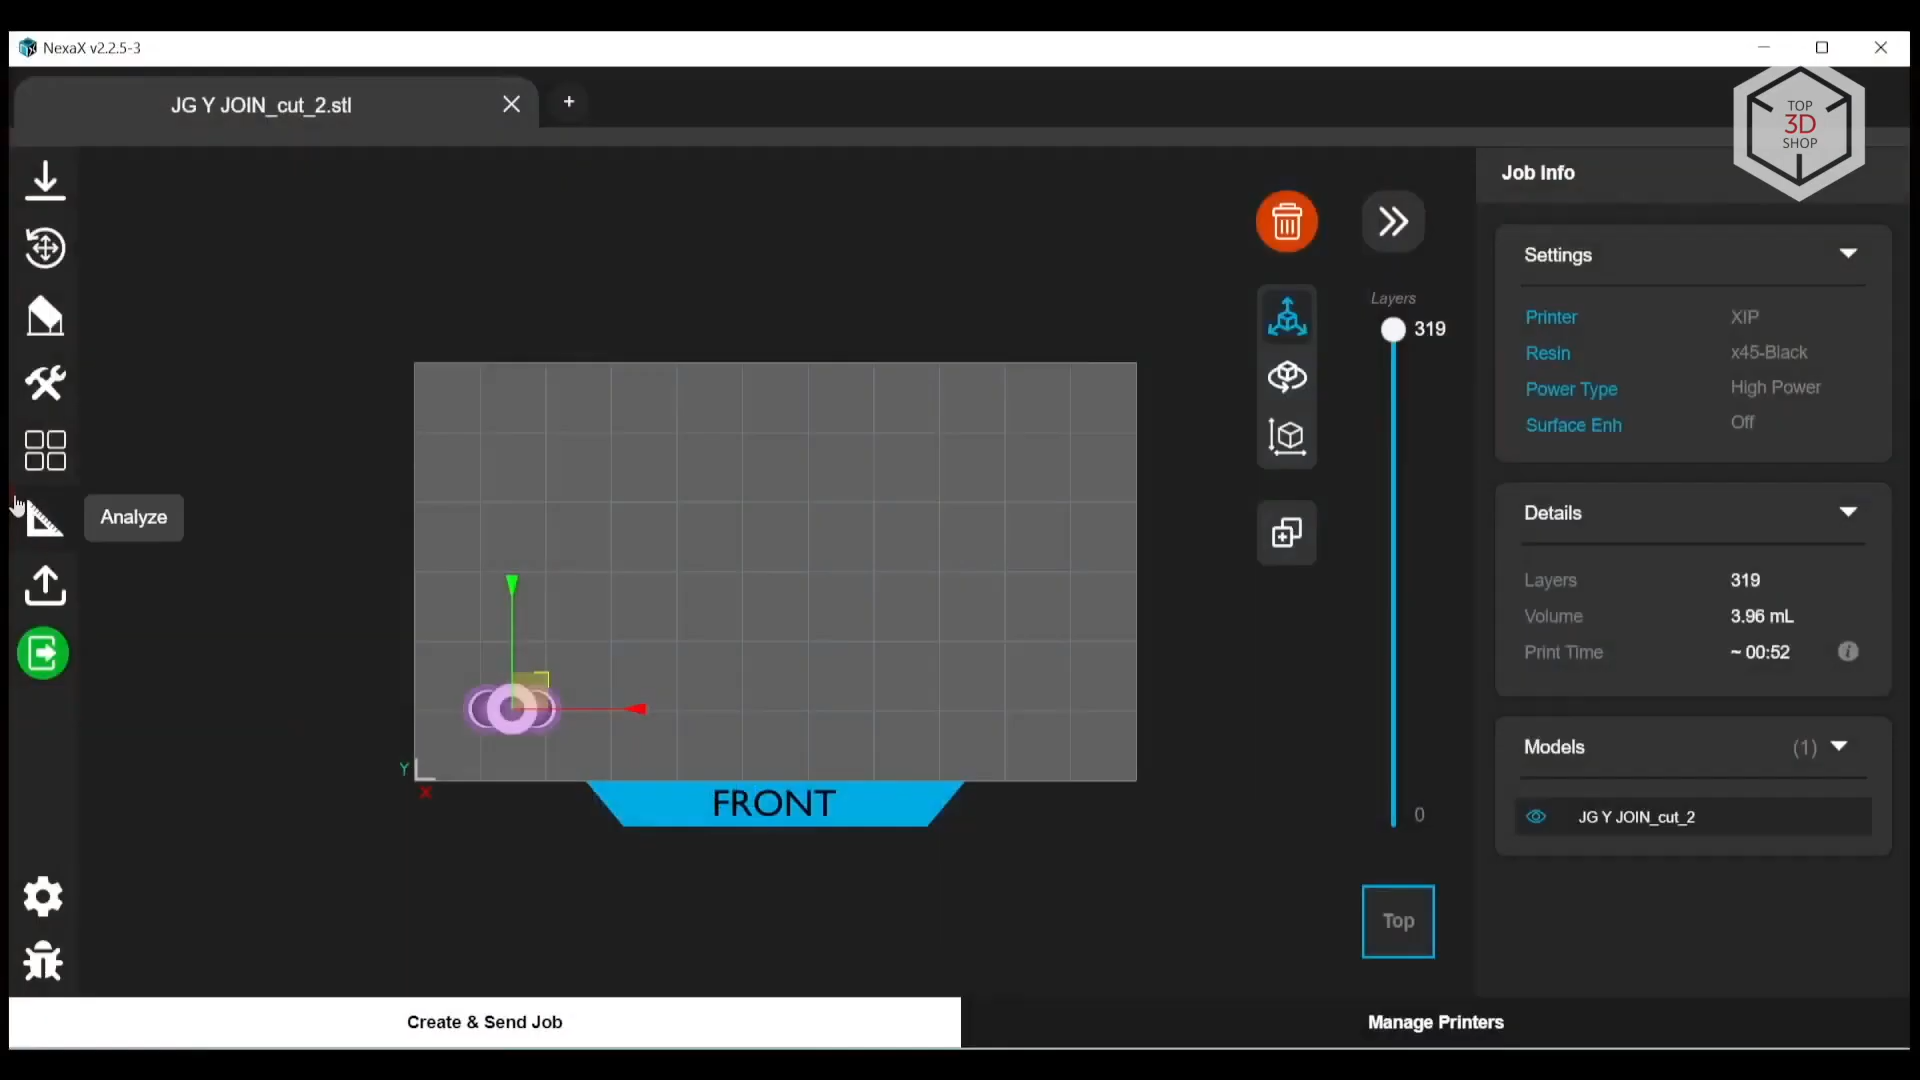 NexaX v2.2.5-3
JG Y JOIN_cut_2.stl
+
TOP
3D
SHOP
Job Info
Settings
Printer XIP
Resin x45-Black
Power Type High Power
Surface Enh Off
Layers
319
0
Details
Layers 319
Volume 3.96 mL
Print Time ~ 00:52
Models (1)
JG Y JOIN_cut_2
Analyze
Y
X
FRONT
Top
Create & Send Job
Manage Printers